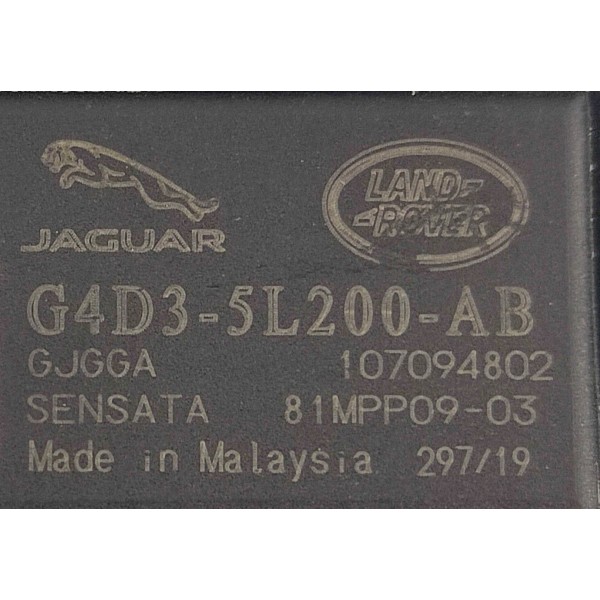 JAGUAR
LAND
ROVER
G4D3-5L200-AB
GJGGA 107094802
SENSATA 81MPP09-03
Made in Malaysia 297/19